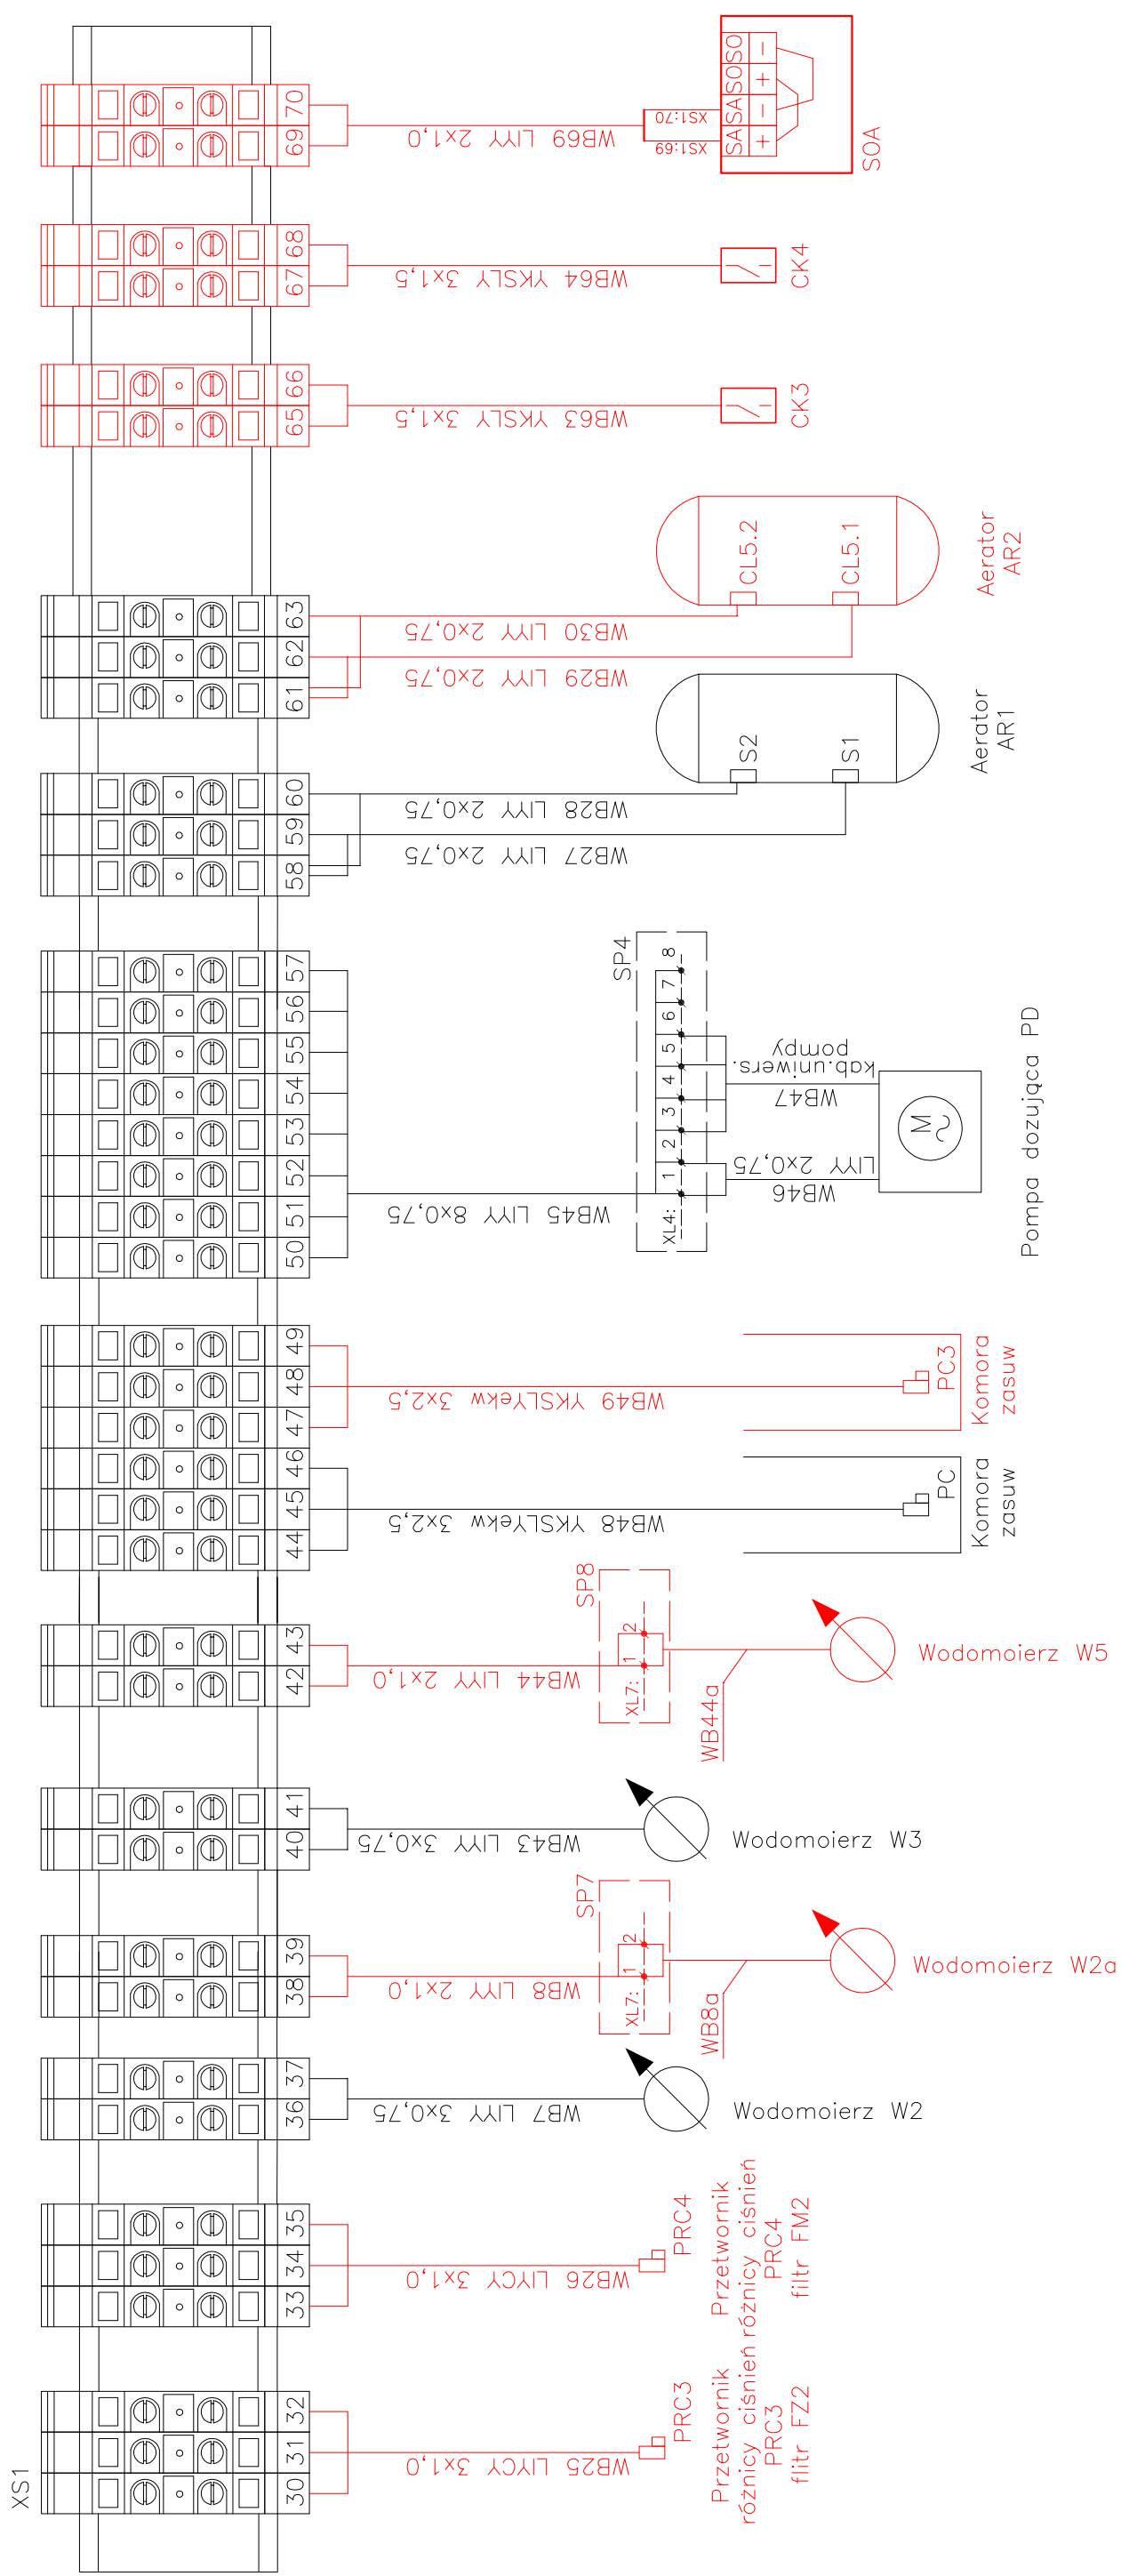 XS1
30
31
32
33
34
35
36
37
38
39
40
41
42
43
44
45
46
47
48
49
50
51
52
53
54
55
56
57
58
59
60
61
62
63
65
66
67
68
69
70
WB25 LIYCY 3x1,0
PRC3
Przetwornik
różnicy ciśnień
PRC3
flitr FZ2
WB26 LIYCY 3x1,0
PRC4
Przetwornik
różnicy ciśnień
PRC4
filtr FM2
WB7 LIYY 3x0,75
Wodomoierz W2
WB8 LIYY 2x1,0
SP7
XL7:
1
2
WB8a
Wodomoierz W2a
WB43 LIYY 3x0,75
Wodomoierz W3
WB44 LIYY 2x1,0
SP8
XL7:
1
2
WB44a
Wodomoierz W5
WB48 YKSLYekw 3x2,5
PC
Komora
zasuw
WB49 YKSLYekw 3x2,5
PC3
Komora
zasuw
WB45 LIYY 8x0,75
SP4
XL4:
1
2
3
4
5
6
7
8
WB46
LIYY 2x0,75
WB47
kab.uniwers.
pompy
M
Pompa dozująca PD
WB27 LIYY 2x0,75
WB28 LIYY 2x0,75
S1
S2
Aerator
AR1
WB29 LIYY 2x0,75
WB30 LIYY 2x0,75
CL5.1
CL5.2
Aerator
AR2
WB63 YKSLY 3x1,5
CK3
WB64 YKSLY 3x1,5
CK4
WB69 LIYY 2x1,0
XS1:69
XS1:70
SA SA SO SO
+ − + −
SOA